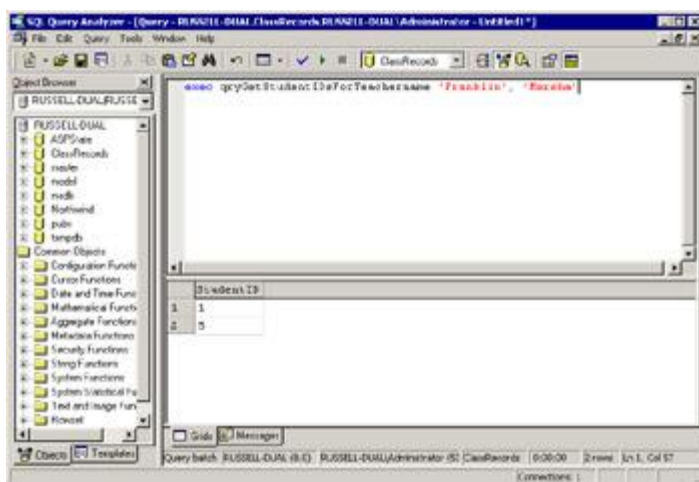 SQL Query Analyzer - [Query - RUSSELL-DUAL.ClassRecords.RUSSELL-DUAL\Administrator - Untitled1*]
File Edit Query Tools Window Help
ClassRecords
Object Browser
RUSSELL-DUAL(RUSSE
RUSSELL-DUAL
ASPState
ClassRecords
master
model
msdb
Northwind
pubs
tempdb
Common Objects
Configuration Functi
Cursor Functions
Date and Time Func
Mathematical Functi
Aggregate Functions
Metadata Functions
Security Functions
String Functions
System Functions
System Statistical Fu
Text and Image Fun
Rowset
Objects
Templates
exec qryGetStudentIDsForTeachername 'Franklin', 'Marsha'
StudentID
1 1
2 5
Grids
Messages
Query batch RUSSELL-DUAL (8.0) RUSSELL-DUAL\Administrator ClassRecords 0:00:00 2 rows Ln 1, Col 57
Connections: 1